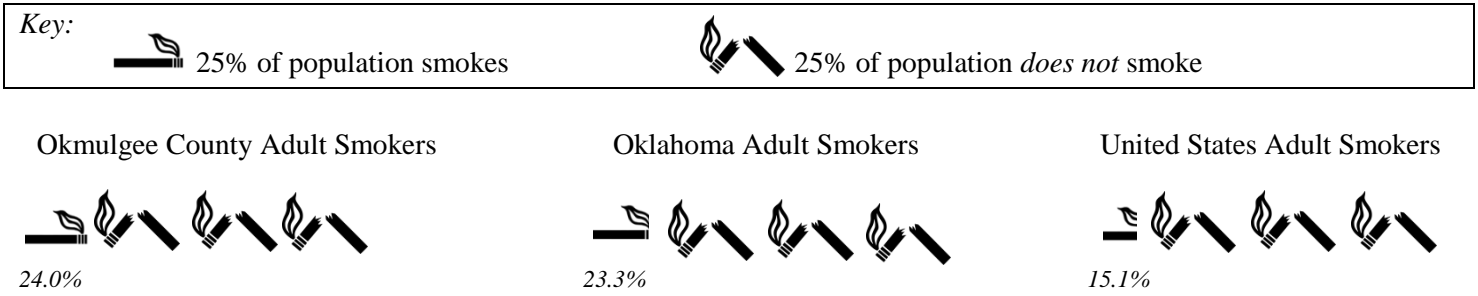 Key:
25% of population smokes 25% of population does not smoke
Okmulgee County Adult Smokers Oklahoma Adult Smokers United States Adult Smokers
24.0% 23.3% 15.1%